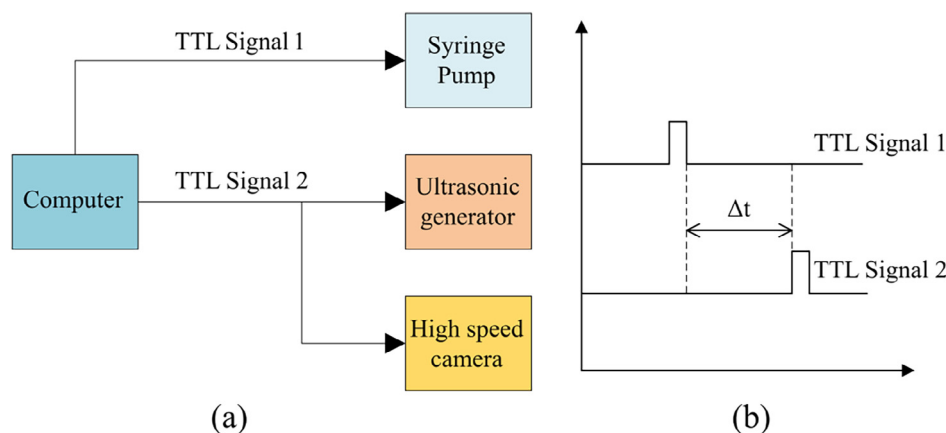 TTL Signal 1
Syringe
Pump
Computer
TTL Signal 2
Ultrasonic
generator
High speed
camera
(a)
TTL Signal 1
Δt
TTL Signal 2
(b)